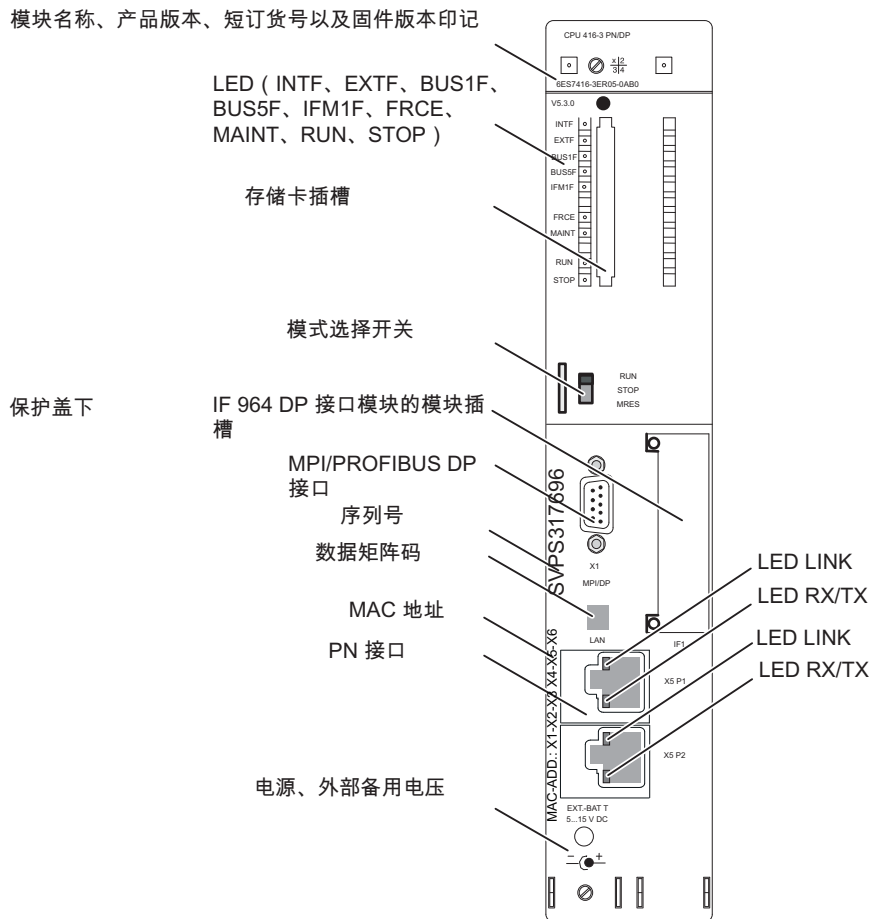 模块名称、产品版本、短订货号以及固件版本印记
LED（INTF、EXTF、BUS1F、
BUS5F、IFM1F、FRCE、
MAINT、RUN、STOP）
存储卡插槽
模式选择开关
保护盖下
IF 964 DP 接口模块的模块插
槽
MPI/PROFIBUS DP
接口
序列号
数据矩阵码
MAC 地址
PN 接口
电源、外部备用电压
CPU 416-3 PN/DP
X 2
3 4
6ES7416-3ER05-0AB0
V5.3.0
INTF
EXTF
BUS1F
BUS5F
IFM1F
FRCE
MAINT
RUN
STOP
RUN
STOP
MRES
SVPS317696
X1
MPI/DP
LAN
IF1
MAC-ADD.: X1-X2-X3 X4-X5-X6
X5 P1
X5 P2
EXT.-BAT T
5...15 V DC
− +
LED LINK
LED RX/TX
LED LINK
LED RX/TX